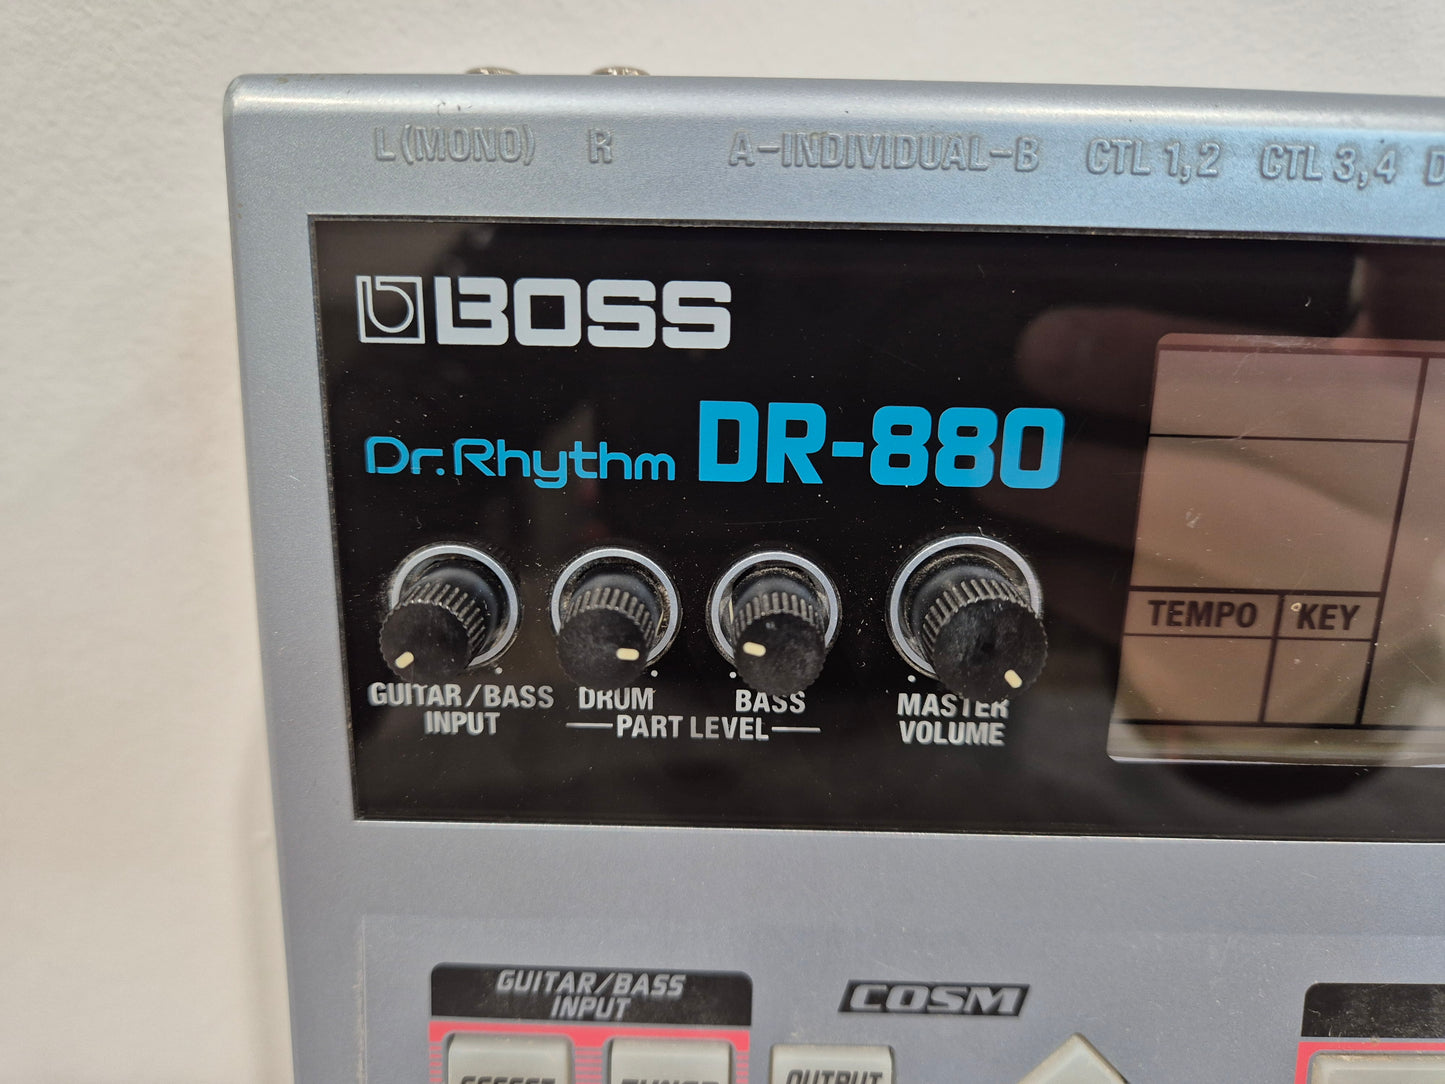 L(MONO) R A-INDIVIDUAL-B CTL 1,2 CTL 3,4
BOSS
Dr.Rhythm DR-880
TEMPO KEY
GUITAR/BASS INPUT
DRUM BASS
PART LEVEL
MASTER VOLUME
GUITAR/BASS
INPUT
COSM
OUTPUT